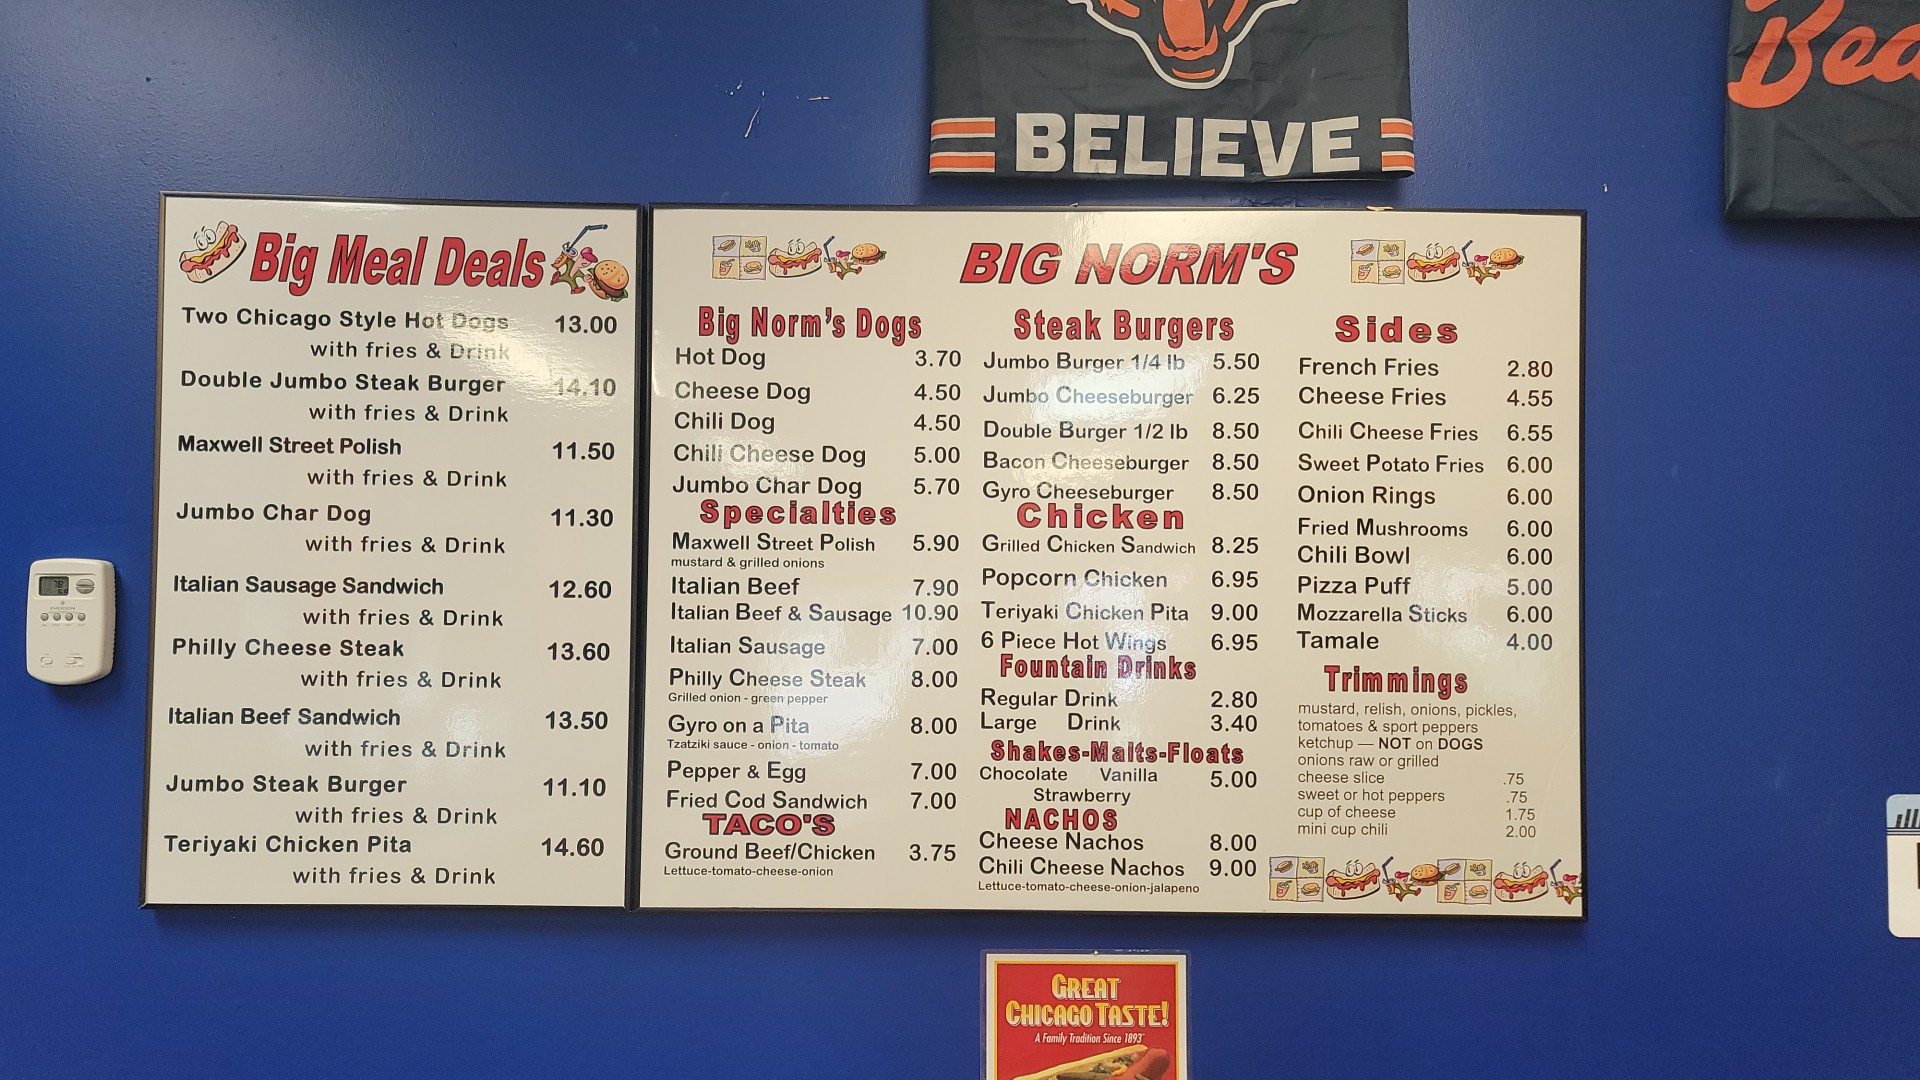 BELIEVE
Bea
Big Meal Deals
Two Chicago Style Hot Dogs 13.00
with fries & Drink
Double Jumbo Steak Burger 14.10
with fries & Drink
Maxwell Street Polish 11.50
with fries & Drink
Jumbo Char Dog 11.30
with fries & Drink
Italian Sausage Sandwich 12.60
with fries & Drink
Philly Cheese Steak 13.60
with fries & Drink
Italian Beef Sandwich 13.50
with fries & Drink
Jumbo Steak Burger 11.10
with fries & Drink
Teriyaki Chicken Pita 14.60
with fries & Drink
BIG NORM'S
Big Norm's Dogs
Hot Dog 3.70
Cheese Dog 4.50
Chili Dog 4.50
Chili Cheese Dog 5.00
Jumbo Char Dog 5.70
Specialties
Maxwell Street Polish 5.90
mustard & grilled onions
Italian Beef 7.90
Italian Beef & Sausage 10.90
Italian Sausage 7.00
Philly Cheese Steak 8.00
Grilled onion - green pepper
Gyro on a Pita 8.00
Tzatziki sauce - onion - tomato
Pepper & Egg 7.00
Fried Cod Sandwich 7.00
TACO'S
Ground Beef/Chicken 3.75
Lettuce-tomato-cheese-onion
Steak Burgers
Jumbo Burger 1/4 lb 5.50
Jumbo Cheeseburger 6.25
Double Burger 1/2 lb 8.50
Bacon Cheeseburger 8.50
Gyro Cheeseburger 8.50
Chicken
Grilled Chicken Sandwich 8.25
Popcorn Chicken 6.95
Teriyaki Chicken Pita 9.00
6 Piece Hot Wings 6.95
Fountain Drinks
Regular Drink 2.80
Large Drink 3.40
Shakes-Malts-Floats
Chocolate Vanilla 5.00
Strawberry
NACHOS
Cheese Nachos 8.00
Chili Cheese Nachos 9.00
Lettuce-tomato-cheese-onion-jalapeno
Sides
French Fries 2.80
Cheese Fries 4.55
Chili Cheese Fries 6.55
Sweet Potato Fries 6.00
Onion Rings 6.00
Fried Mushrooms 6.00
Chili Bowl 6.00
Pizza Puff 5.00
Mozzarella Sticks 6.00
Tamale 4.00
Trimmings
mustard, relish, onions, pickles,
tomatoes & sport peppers
ketchup — NOT on DOGS
onions raw or grilled
cheese slice .75
sweet or hot peppers .75
cup of cheese 1.75
mini cup chili 2.00
GREAT
CHICAGO TASTE!
A Family Tradition Since 1893